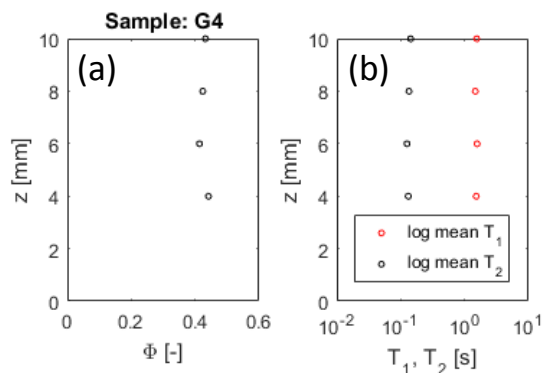 Sample: G4
(a)
z [mm]
10
8
6
4
2
0
0
0.2
0.4
0.6
Φ [-]
(b)
z [mm]
10
8
6
4
2
0
log mean T₁
log mean T₂
10⁻²
10⁻¹
10⁰
10¹
T₁, T₂ [s]